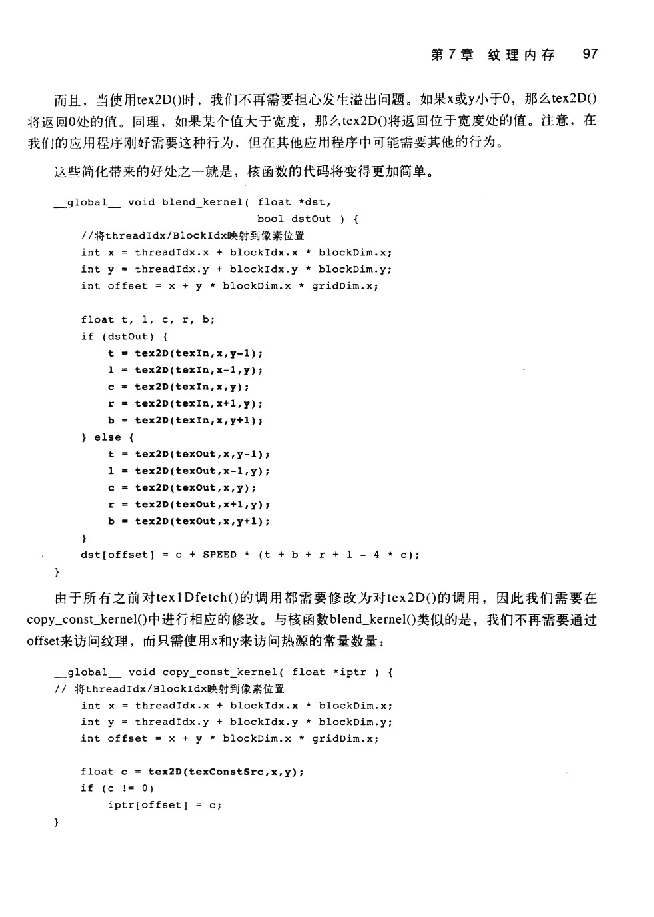 第7章 纹理内存 97
而且，当使用tex2D()时，我们不再需要担心发生溢出问题。如果x或y小于0，那么tex2D()
将返回0处的值。同理，如果某个值大于宽度，那么tex2D()将返回位于宽度处的值。注意，在
我们的应用程序刚好需要这种行为，但在其他应用程序中可能需要其他的行为。
这些简化带来的好处之一就是，核函数的代码将变得更加简单。
__global__ void blend_kernel( float *dst,
bool dstOut ) {
//将threadIdx/BlockIdx映射到像素位置
int x = threadIdx.x + blockIdx.x * blockDim.x;
int y = threadIdx.y + blockIdx.y * blockDim.y;
int offset = x + y * blockDim.x * gridDim.x;
float t, l, c, r, b;
if (dstOut) {
t = tex2D(texIn,x,y-1);
l = tex2D(texIn,x-1,y);
c = tex2D(texIn,x,y);
r = tex2D(texIn,x+1,y);
b = tex2D(texIn,x,y+1);
} else {
t = tex2D(texOut,x,y-1);
l = tex2D(texOut,x-1,y);
c = tex2D(texOut,x,y);
r = tex2D(texOut,x+1,y);
b = tex2D(texOut,x,y+1);
}
dst[offset] = c + SPEED * (t + b + r + l - 4 * c);
}
由于所有之前对tex1Dfetch()的调用都需要修改为对tex2D()的调用，因此我们需要在
copy_const_kernel()中进行相应的修改。与核函数blend_kernel()类似的是，我们不再需要通过
offset来访问纹理，而只需使用x和y来访问热源的常量数量：
__global__ void copy_const_kernel( float *iptr ) {
// 将threadIdx/BlockIdx映射到像素位置
int x = threadIdx.x + blockIdx.x * blockDim.x;
int y = threadIdx.y + blockIdx.y * blockDim.y;
int offset = x + y * blockDim.x * gridDim.x;
float c = tex2D(texConstSrc,x,y);
if (c != 0)
iptr[offset] = c;
}